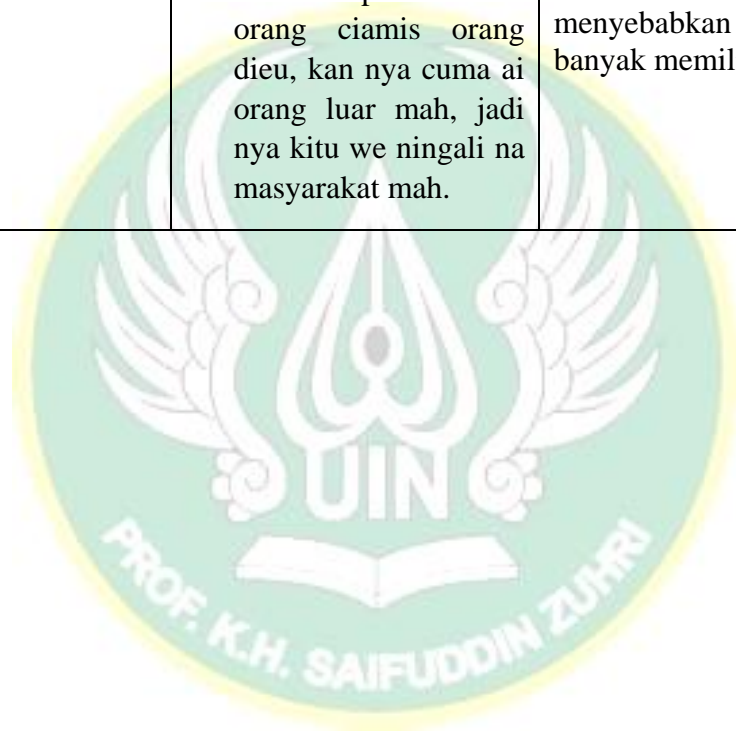 orang ciamis orang
dieu, kan nya cuma ai
orang luar mah, jadi
nya kitu we ningali na
masyarakat mah.
menyebabkan
banyak
UIN
PROF. K.H. SAIFUDDIN ZUHRI